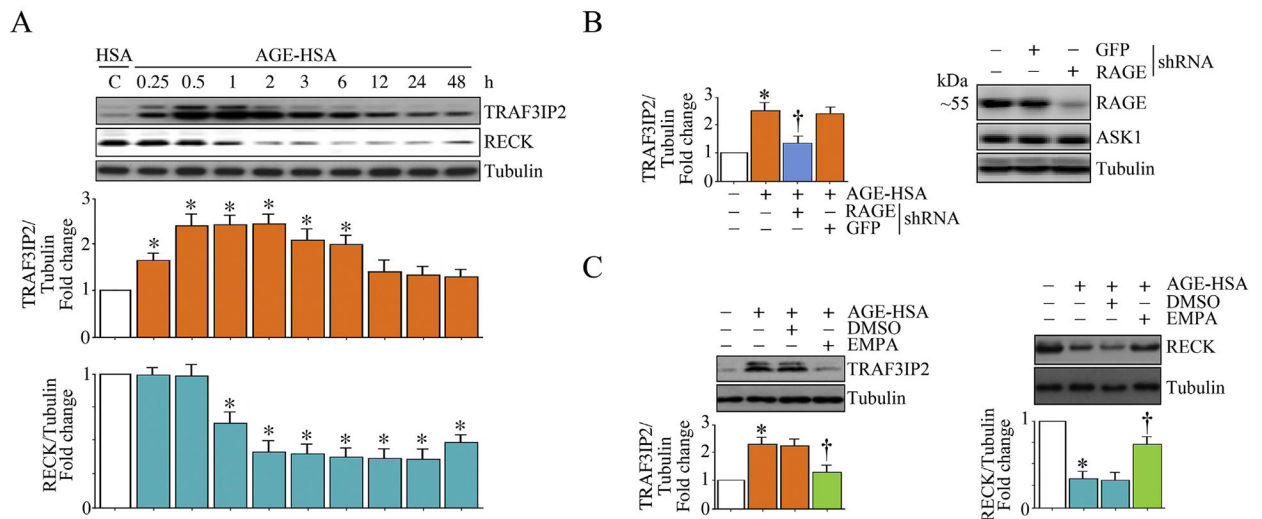 A
HSA AGE-HSA
C 0.25 0.5 1 2 3 6 12 24 48 h
TRAF3IP2
RECK
Tubulin
TRAF3IP2/
Tubulin
Fold change
3
2
1
0
* * * * * *
RECK/Tubulin
Fold change
1
0
* * * * * * *
B
TRAF3IP2/
Tubulin
Fold change
3
2
1
0
* †
− + + + AGE-HSA
− − + − RAGE
− − − + GFP
shRNA
− + − GFP
− − + RAGE
shRNA
kDa
~55
RAGE
ASK1
Tubulin
C
− + + + AGE-HSA
− − + − DMSO
− − − + EMPA
TRAF3IP2
Tubulin
TRAF3IP2/
Tubulin
Fold change
3
2
1
0
* †
− + + + AGE-HSA
− − + − DMSO
− − − + EMPA
RECK
Tubulin
RECK/Tubulin
Fold change
1
0
* †